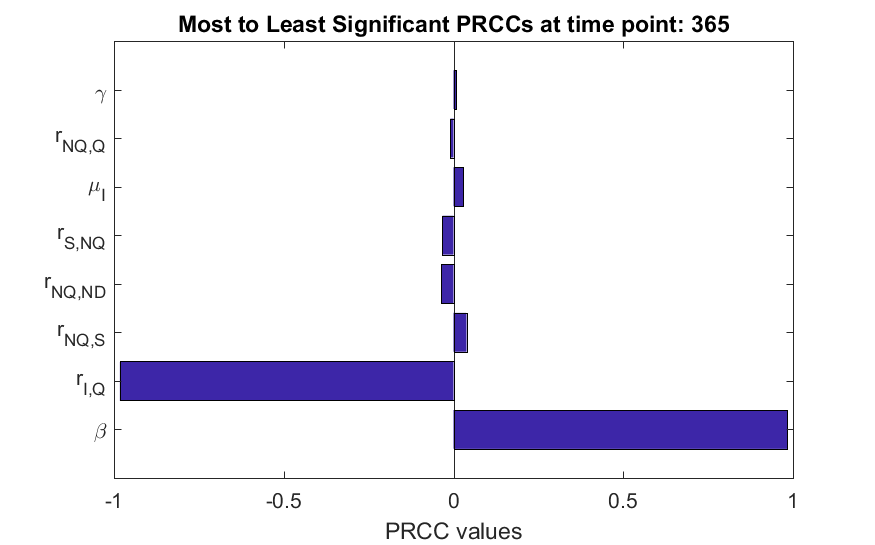 Most to Least Significant PRCCs at time point: 365
γ
r_NQ,Q
μ_I
r_S,NQ
r_NQ,ND
r_NQ,S
r_I,Q
β
-1 -0.5 0 0.5 1
PRCC values